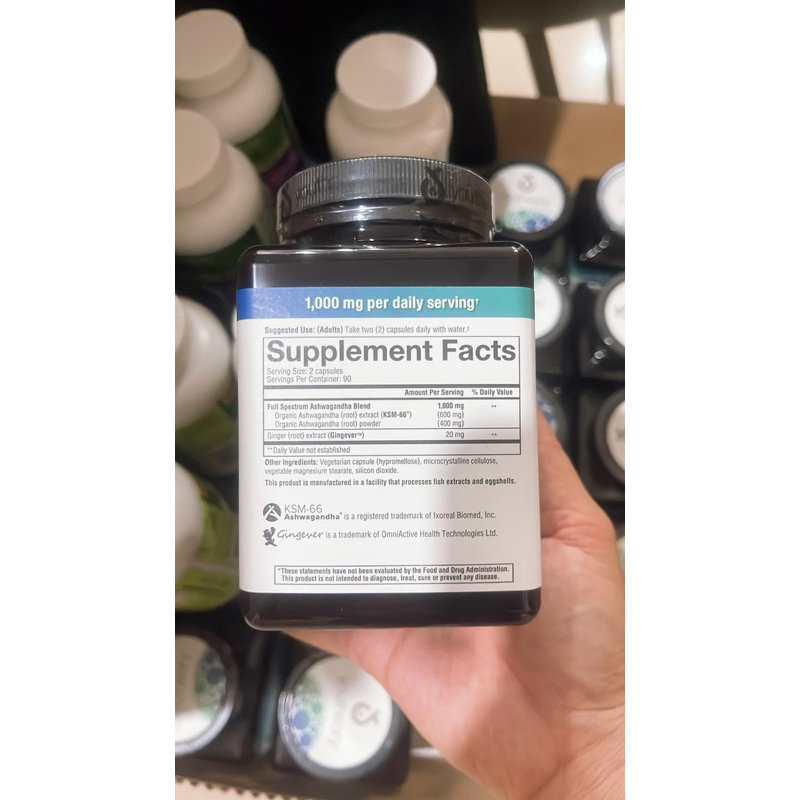 1,000 mg per daily serving†
Suggested Use: (Adults) Take two (2) capsules daily with water.‡
Supplement Facts
Serving Size: 2 capsules
Servings Per Container: 90
Amount Per Serving % Daily Value
Full Spectrum Ashwagandha Blend 1,000 mg **
Organic Ashwagandha (root) extract (KSM-66®) (600 mg)
Organic Ashwagandha (root) powder (400 mg)
Ginger (root) extract (Gingever™) 20 mg **
**Daily Value not established
Other Ingredients: Vegetarian capsule (hypromellose), microcrystalline cellulose,
vegetable magnesium stearate, silicon dioxide.
This product is manufactured in a facility that processes fish extracts and eggshells.
KSM-66
Ashwagandha® is a registered trademark of Ixoreal Biomed, Inc.
Gingever is a trademark of OmniActive Health Technologies Ltd.
*These statements have not been evaluated by the Food and Drug Administration.
This product is not intended to diagnose, treat, cure or prevent any disease.